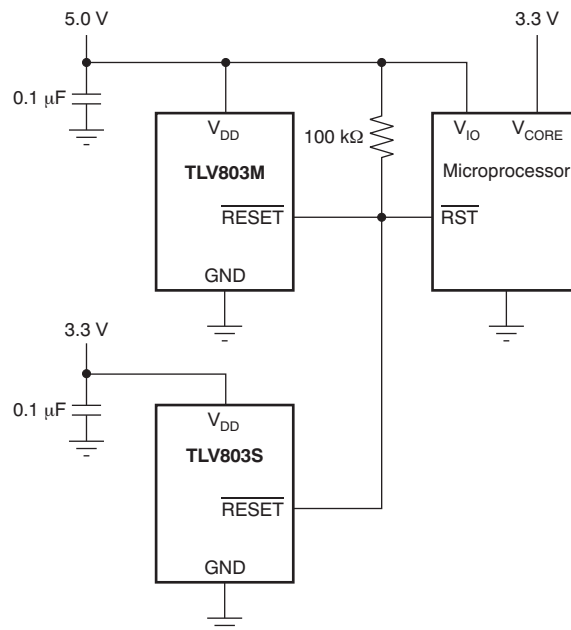 5.0 V
3.3 V
0.1 μF
V_DD
100 kΩ
V_IO
V_CORE
TLV803M
Microprocessor
RESET
RST
GND
3.3 V
0.1 μF
V_DD
TLV803S
RESET
GND